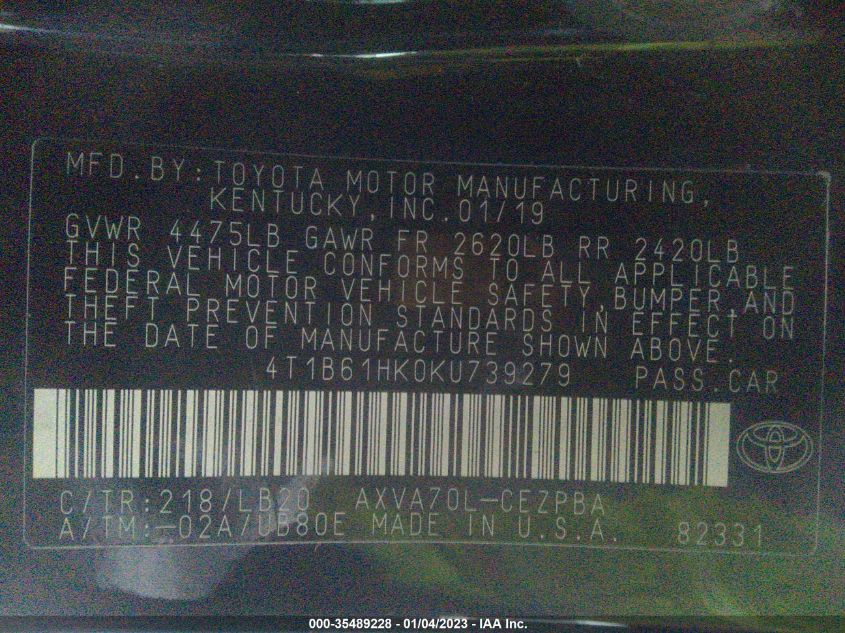 MFD.BY:TOYOTA MOTOR MANUFACTURING,
KENTUCKY,INC.01/19
GVWR 4475LB GAWR FR 2620LB RR 2420LB
THIS VEHICLE CONFORMS TO ALL APPLICABLE
FEDERAL MOTOR VEHICLE SAFETY,BUMPER,AND
THEFT PREVENTION STANDARDS IN EFFECT ON
THE DATE OF MANUFACTURE SHOWN ABOVE.
4T1B61HK0KU739279 PASS.CAR
C/TR:218/LB20 AXVA70L-CEZPBA
A/TM:-02A/UB80E MADE IN U.S.A. 82331
000-35489228 - 01/04/2023 - IAA Inc.